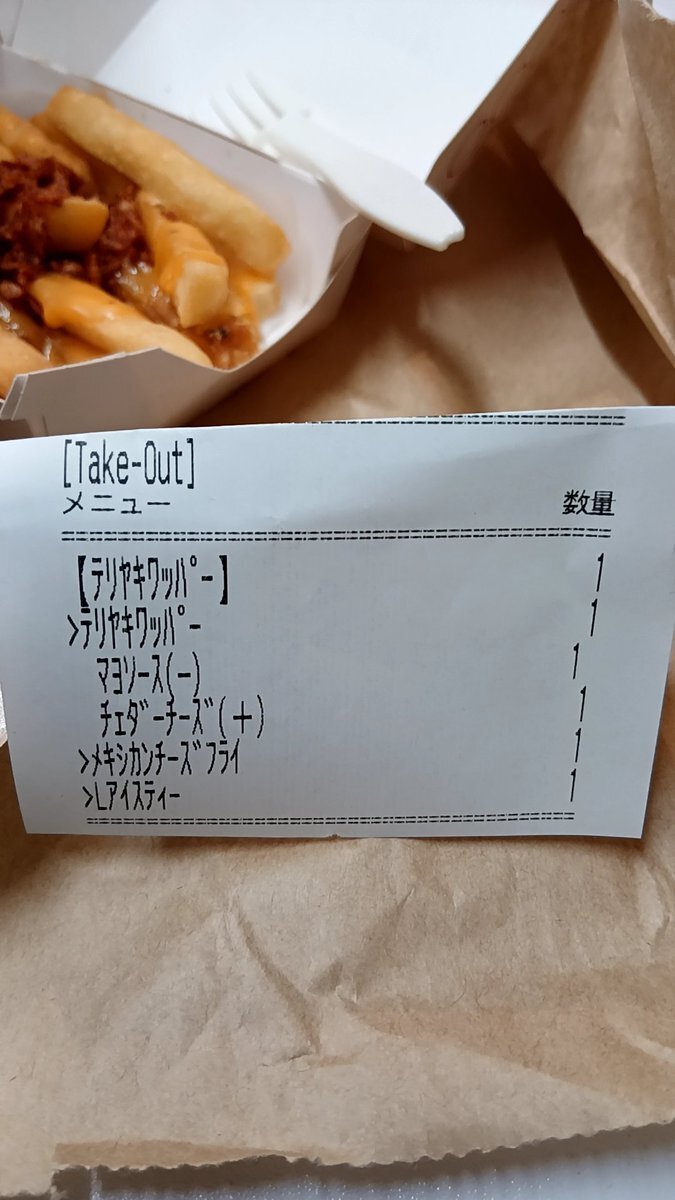 [Take-Out]
メニュー 数量
【ﾃﾘﾔｷﾜｯﾊﾟｰ】 1
>ﾃﾘﾔｷﾜｯﾊﾟｰ 1
ﾏﾖｿｰｽ(-) 1
ﾁｪﾀﾞｰﾁｰｽﾞ(+) 1
>ﾒｷｼｶﾝﾁｰｽﾞﾌﾗｲ 1
>Lｱｲｽﾃｨｰ 1